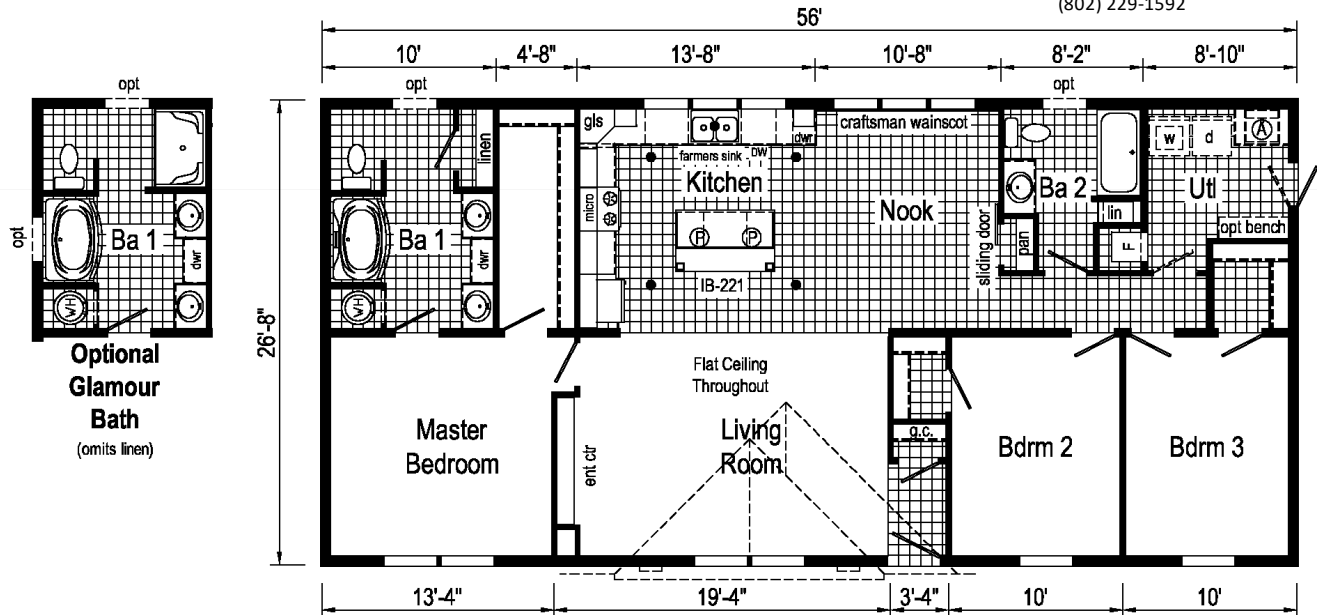 (802) 229-1592
56'
10'
4'-8"
13'-8"
10'-8"
8'-2"
8'-10"
opt
opt
opt
opt
26'-8"
Ba 1
dwr
WH
Optional
Glamour
Bath
(omits linen)
linen
Ba 1
dwr
WH
gls
farmers sink
DW
dwr
craftsman wainscot
Kitchen
micro
P
P
IB-221
Nook
sliding door
pan
Ba 2
lin
F
w
d
A
Utl
opt bench
Master
Bedroom
ent ctr
Flat Ceiling
Throughout
Living
Room
g.c.
Bdrm 2
Bdrm 3
13'-4"
19'-4"
3'-4"
10'
10'